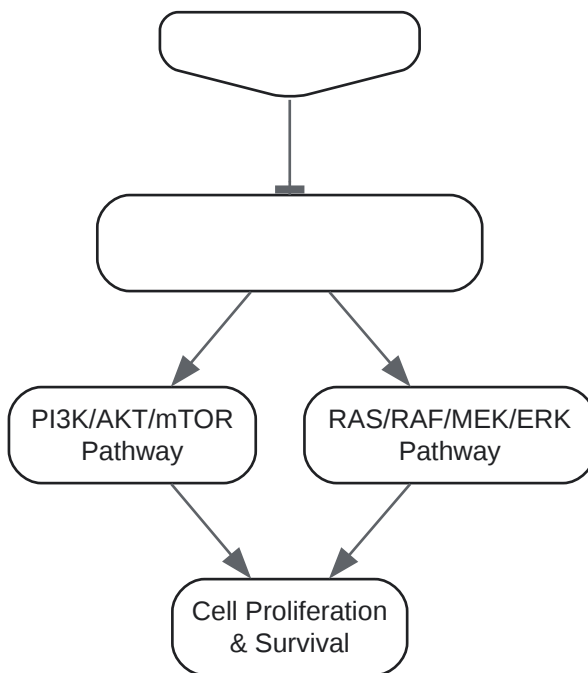 PI3K/AKT/mTOR
Pathway
RAS/RAF/MEK/ERK
Pathway
Cell Proliferation
& Survival